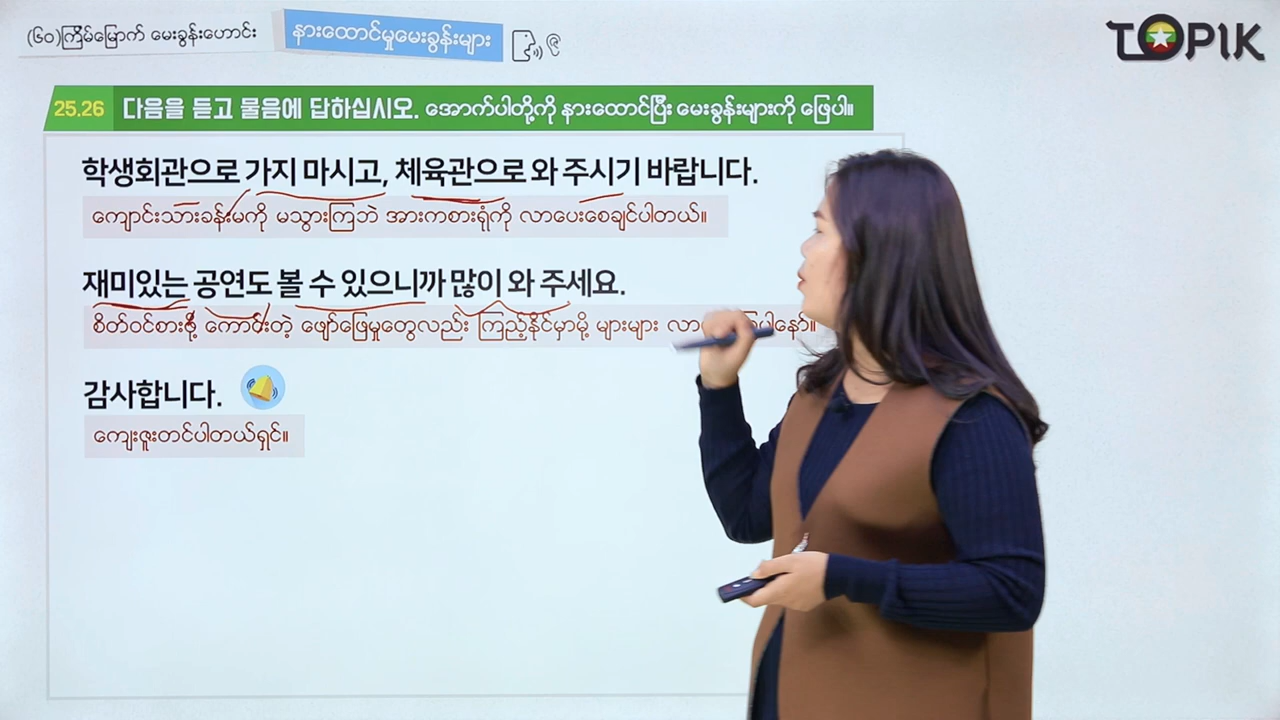 (၆၀)ကြိမ်မြောက် မေးခွန်းဟောင်း
နားထောင်မှုမေးခွန်းများ
TOPIK
25.26 다음을 듣고 물음에 답하십시오. အောက်ပါတို့ကို နားထောင်ပြီး မေးခွန်းများကို ဖြေပါ။
학생회관으로 가지 마시고, 체육관으로 와 주시기 바랍니다.
ကျောင်းသားခန်းမကို မသွားကြဘဲ အားကစားရုံကို လာပေးစေချင်ပါတယ်။
재미있는 공연도 볼 수 있으니까 많이 와 주세요.
စိတ်ဝင်စားဖို့ ကောင်းတဲ့ ဖျော်ဖြေမှုတွေလည်း ကြည့်နိုင်မှာမို့ များများ
감사합니다.
ကျေးဇူးတင်ပါတယ်ရှင်။